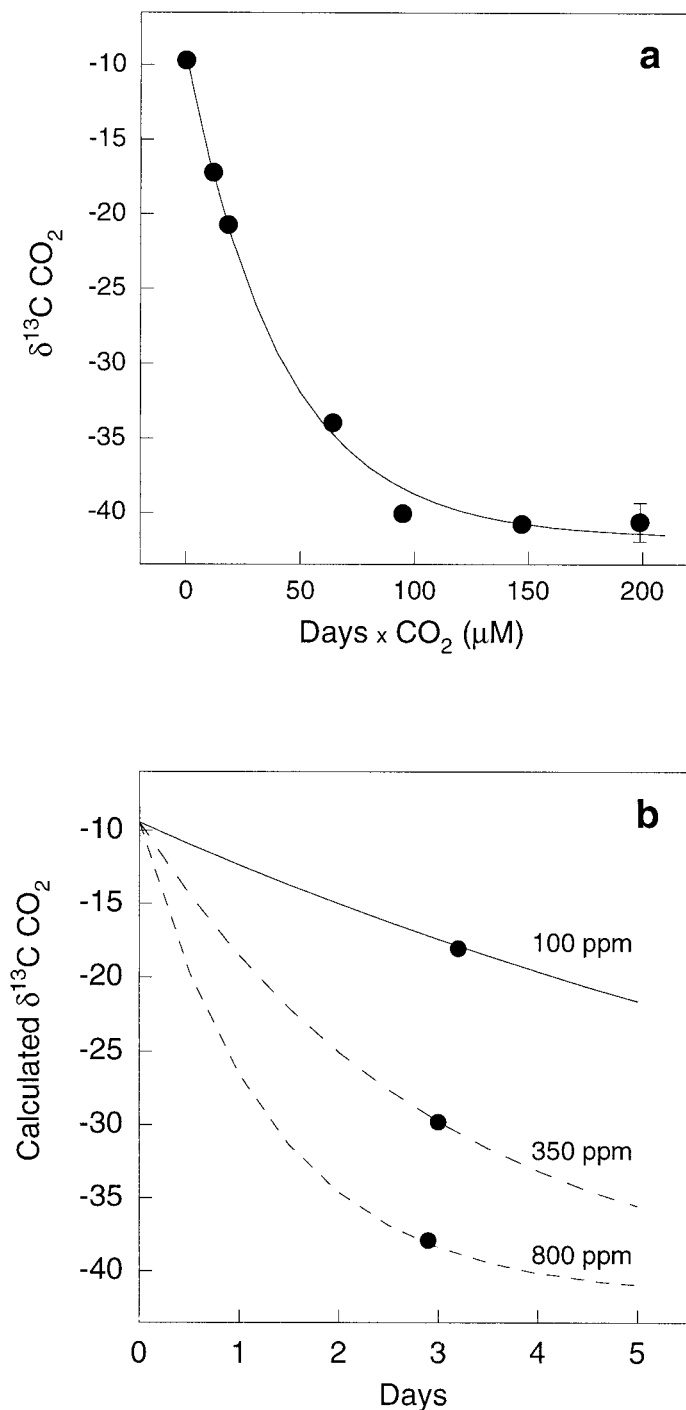 a
-10
-15
-20
-25
-30
-35
-40
δ¹³C CO₂
0 50 100 150 200
Days x CO₂ (μM)
b
-10
-15
-20
-25
-30
-35
-40
Calculated δ¹³C CO₂
100 ppm
350 ppm
800 ppm
0 1 2 3 4 5
Days